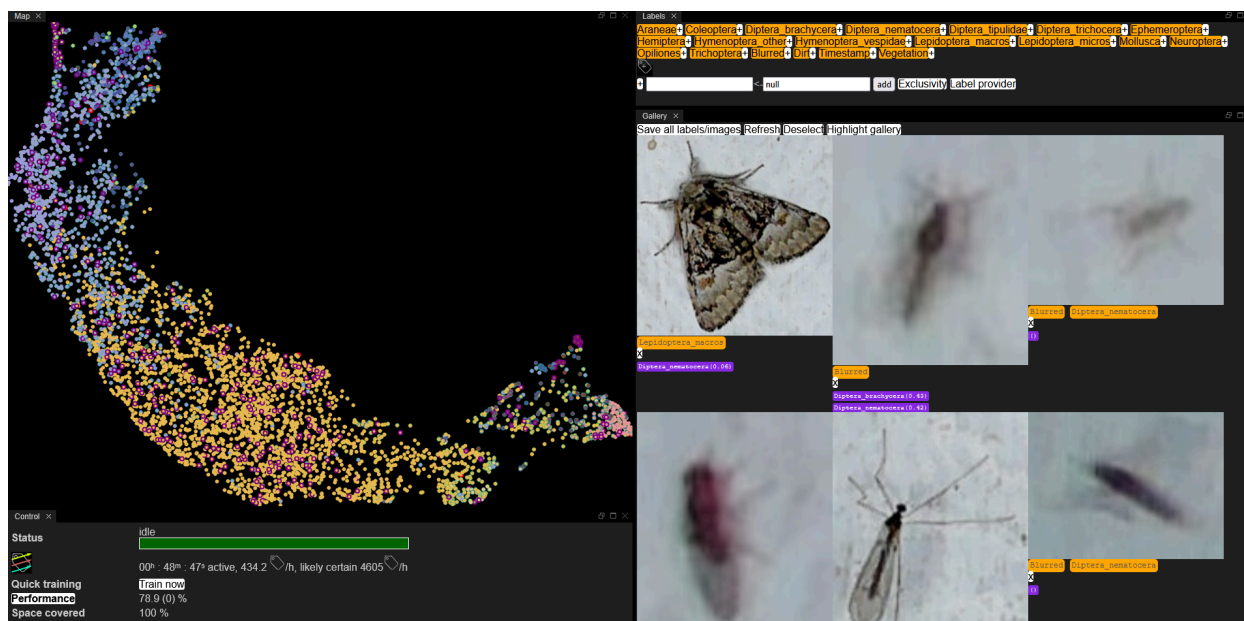 Map ×
Labels ×
Araneae+ Coleoptera+ Diptera_brachycera+ Diptera_nematocera+ Diptera_tipulidae+ Diptera_trichocera+ Ephemeroptera+
Hemiptera+ Hymenoptera_other+ Hymenoptera_vespidae+ Lepidoptera_macros+ Lepidoptera_micros+ Mollusca+ Neuroptera+
Opiliones+ Trichoptera+ Blurred+ Dirt+ Timestamp+ Vegetation+
+ <- null add Exclusivity Label provider
Gallery ×
Save all labels/images Refresh Deselect Highlight gallery
Lepidoptera_macros
X
Diptera_nematocera(0.06)
Blurred
X
Diptera_brachycera(0.43)
Diptera_nematocera(0.42)
Blurred Diptera_nematocera
X
()
Blurred Diptera_nematocera
X
()
Control ×
Status idle
00h : 48m : 47s active, 434.2 /h, likely certain 4605 /h
Quick training Train now
Performance 78.9 (0) %
Space covered 100 %